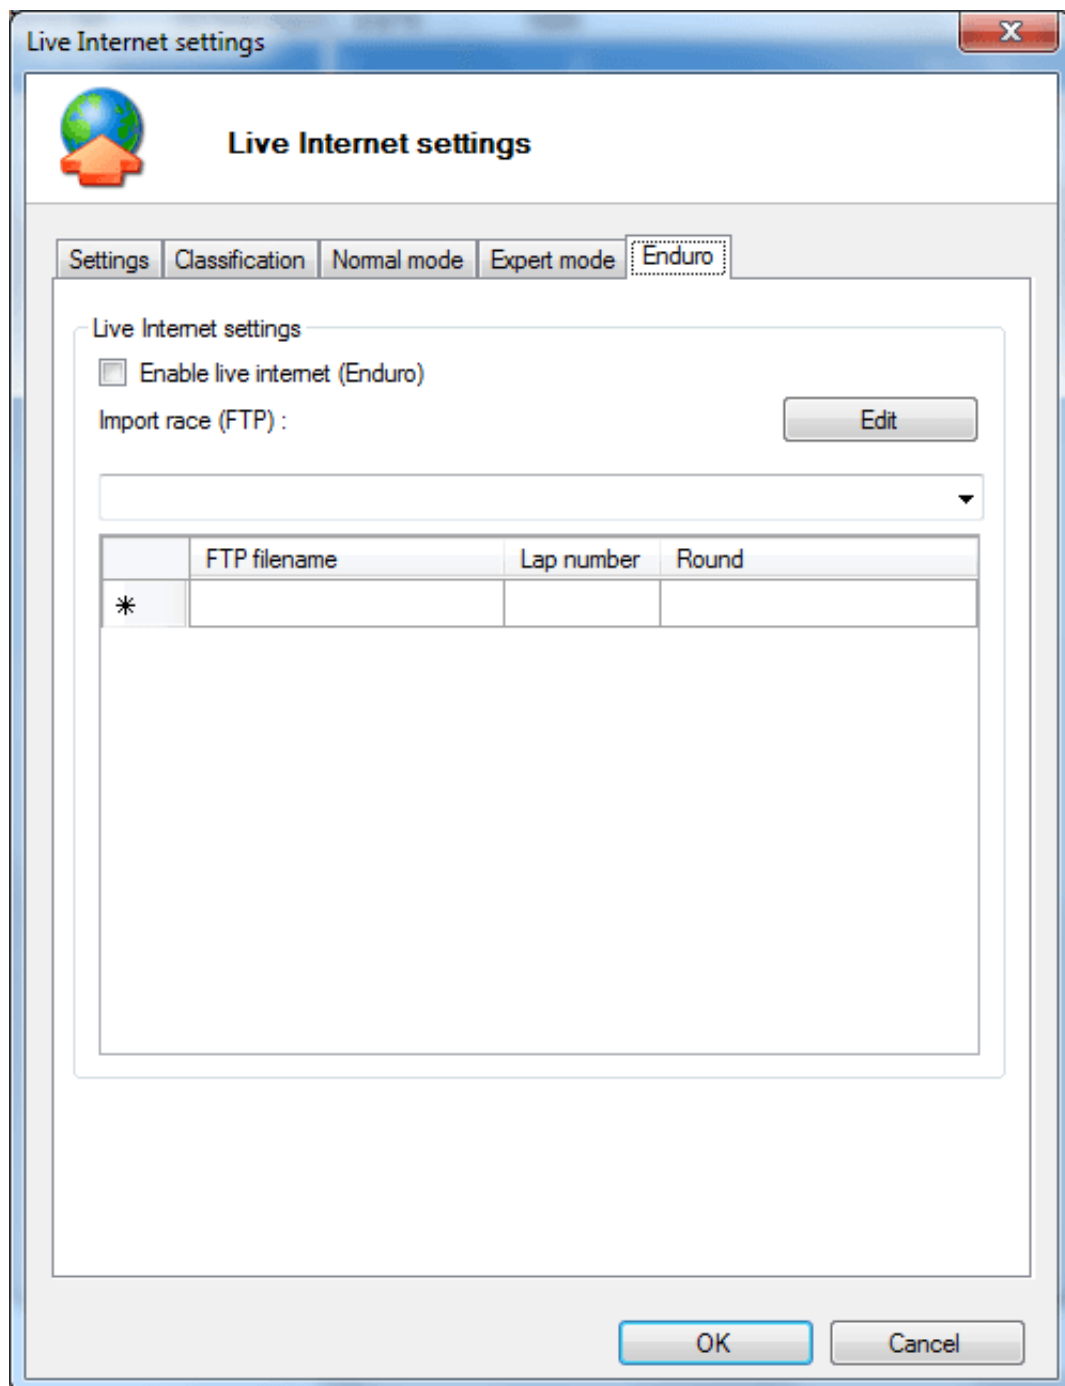 Live Internet settings
Live Internet settings
Settings Classification Normal mode Expert mode Enduro
Live Internet settings
Enable live internet (Enduro)
Import race (FTP) : Edit
FTP filename Lap number Round
OK Cancel